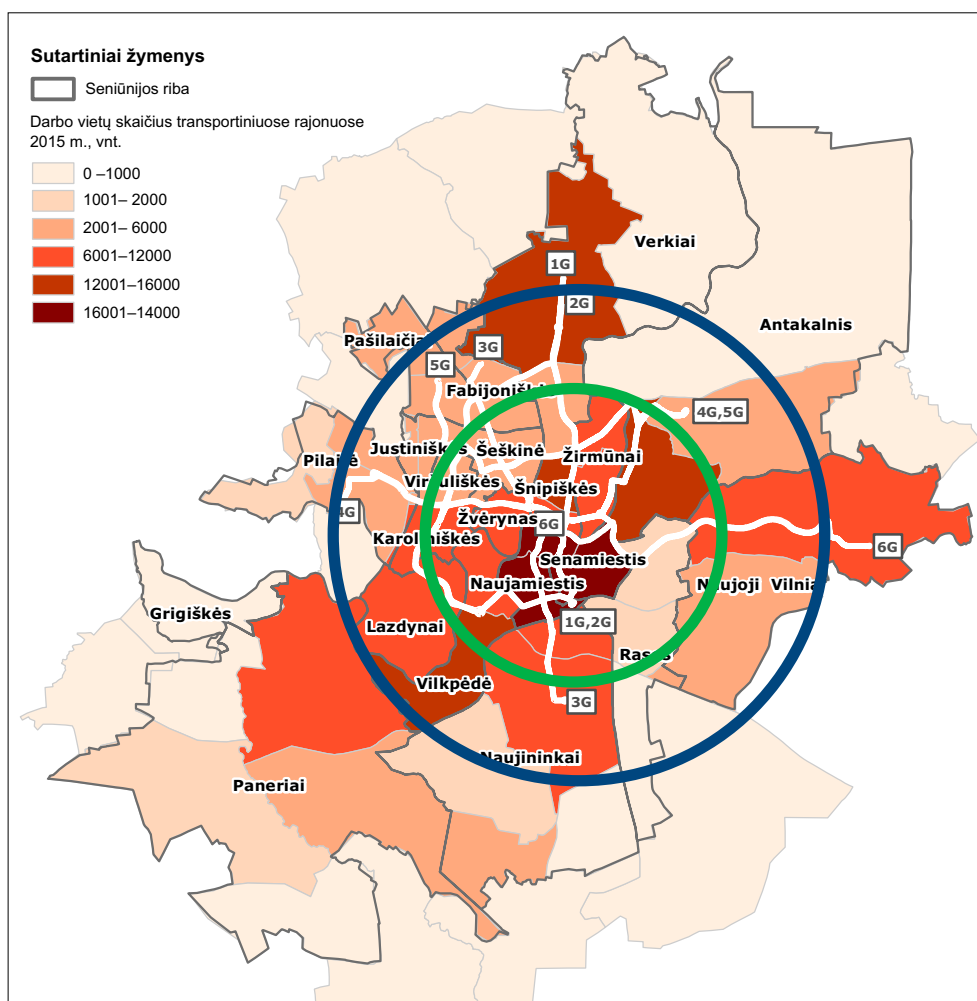 Sutartiniai žymenys
Seniūnijos riba
Darbo vietų skaičius transportiniuose rajonuose
2015 m., vnt.
0 –1000
1001– 2000
2001– 6000
6001–12000
12001–16000
16001–14000
Verkiai
1G
2G
Antakalnis
Pašilaičiai
3G
5G
Fabijoniškės
4G,5G
Justiniškės
Šeškinė
Žirmūnai
Pilaitė
Viršuliškės
Šnipiškės
4G
Žvėrynas
6G
Karoliniškės
6G
Senamiestis
Naujamiestis
Naujoji Vilnia
Grigiškės
Lazdynai
1G,2G
Rasos
Vilkpėdė
3G
Naujininkai
Paneriai